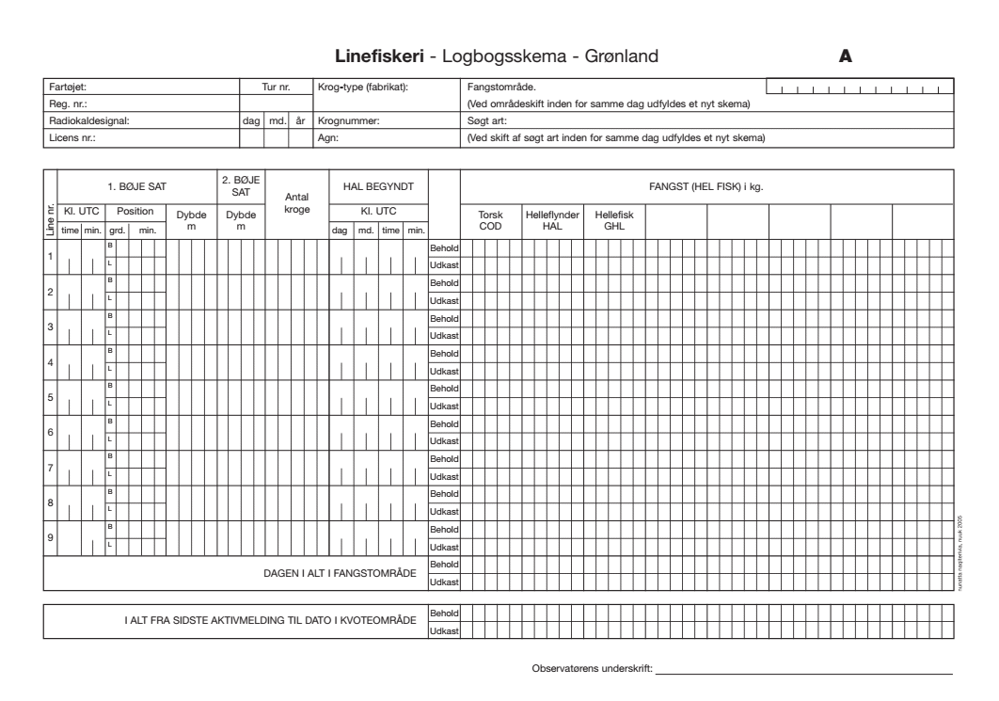 Linefiskeri - Logbogsskema - Grønland A
Fartøjet: Tur nr. Krog-type (fabrikat): Fangstområde.
Reg. nr.: (Ved områdeskift inden for samme dag udfyldes et nyt skema)
Radiokaldesignal: dag md. år Krognummer: Søgt art:
Licens nr.: Agn: (Ved skift af søgt art inden for samme dag udfyldes et nyt skema)
Line nr. 1. BØJE SAT 2. BØJE SAT Antal kroge HAL BEGYNDT FANGST (HEL FISK) i kg.
Kl. UTC Position Dybde m Dybde m Kl. UTC Torsk COD Helleflynder HAL Hellefisk GHL
time min. grd. min. dag md. time min.
1 B Behold
L Udkast
2 B Behold
L Udkast
3 B Behold
L Udkast
4 B Behold
L Udkast
5 B Behold
L Udkast
6 B Behold
L Udkast
7 B Behold
L Udkast
8 B Behold
L Udkast
9 B Behold
L Udkast
DAGEN I ALT I FANGSTOMRÅDE Behold
Udkast
I ALT FRA SIDSTE AKTIVMELDING TIL DATO I KVOTEOMRÅDE Behold
Udkast
Observatørens underskrift:
nunatta naqiterivia, nuuk 2005